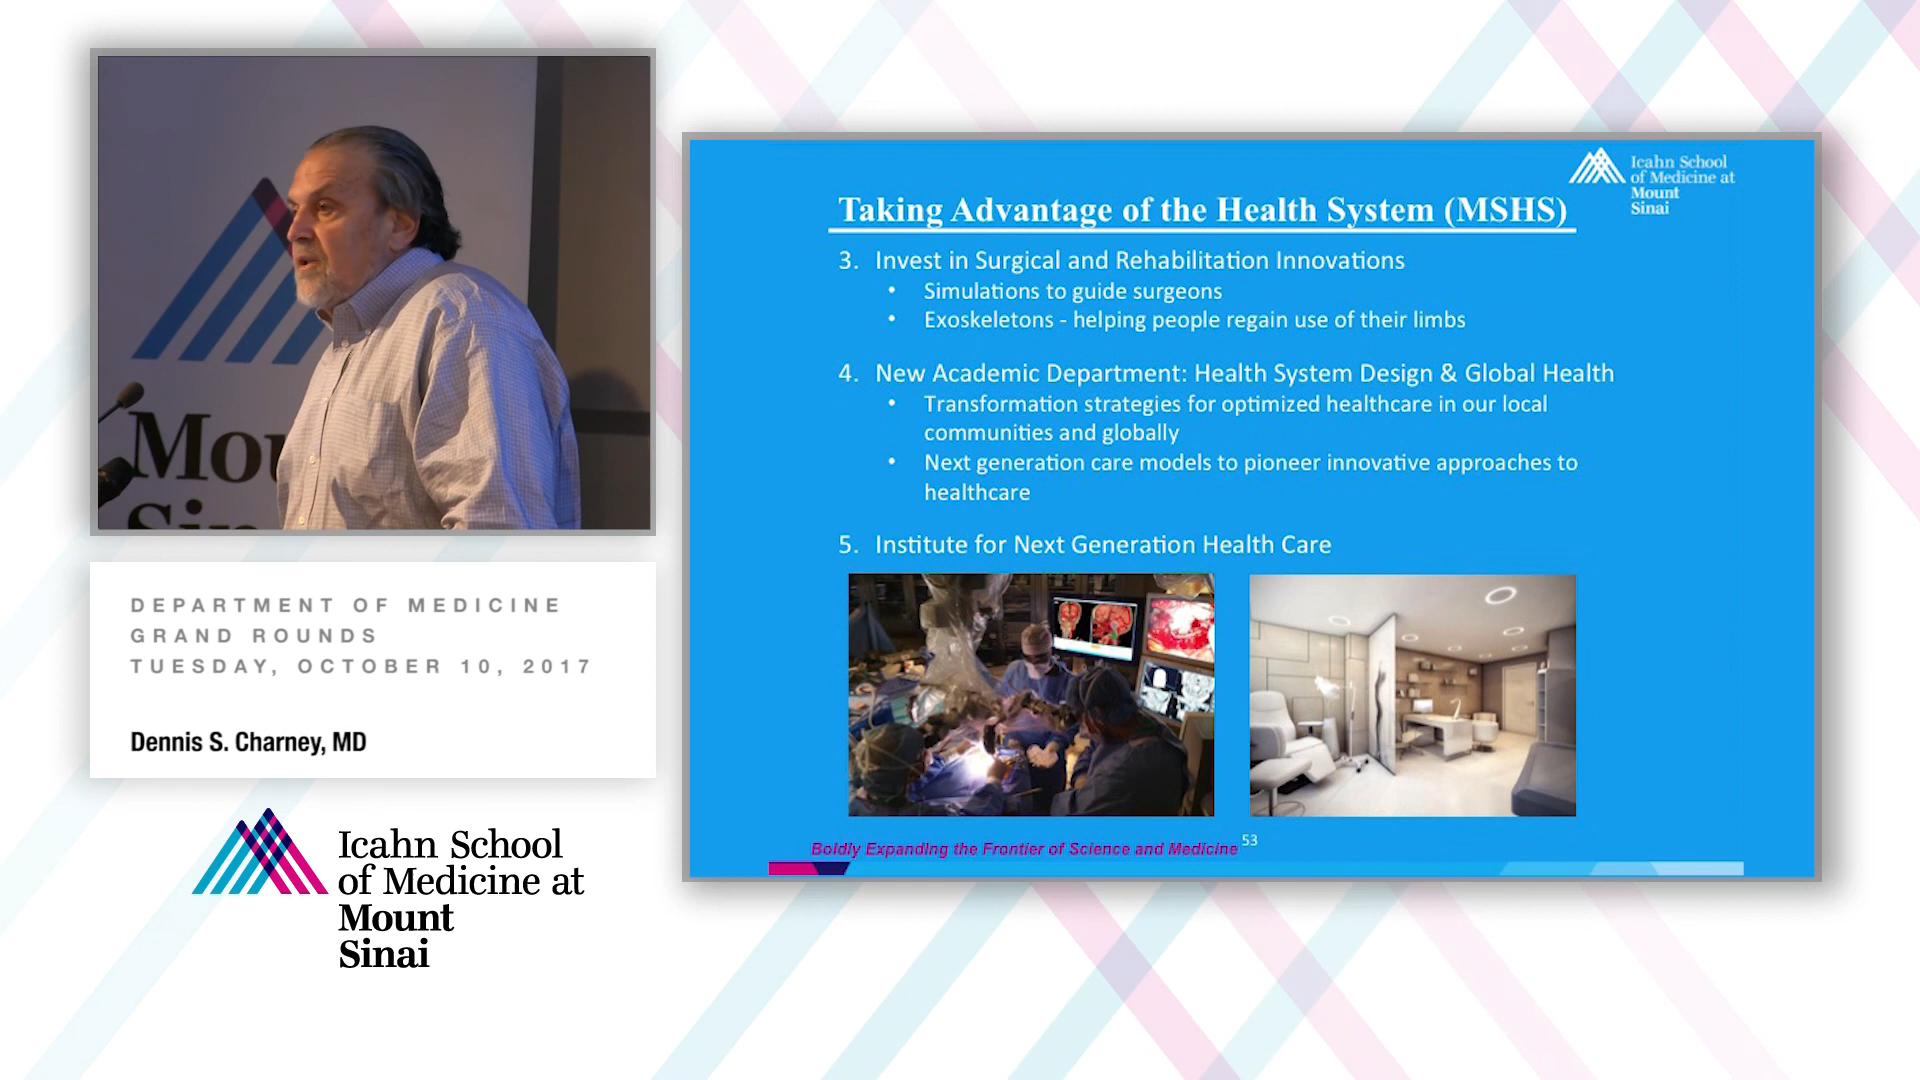 Mou
Sin
DEPARTMENT OF MEDICINE
GRAND ROUNDS
TUESDAY, OCTOBER 10, 2017
Dennis S. Charney, MD
Icahn School
of Medicine at
Mount
Sinai
Icahn School
of Medicine at
Mount
Sinai
Taking Advantage of the Health System (MSHS)
3. Invest in Surgical and Rehabilitation Innovations
• Simulations to guide surgeons
• Exoskeletons - helping people regain use of their limbs
4. New Academic Department: Health System Design & Global Health
• Transformation strategies for optimized healthcare in our local
communities and globally
• Next generation care models to pioneer innovative approaches to
healthcare
5. Institute for Next Generation Health Care
Boldly Expanding the Frontier of Science and Medicine
53